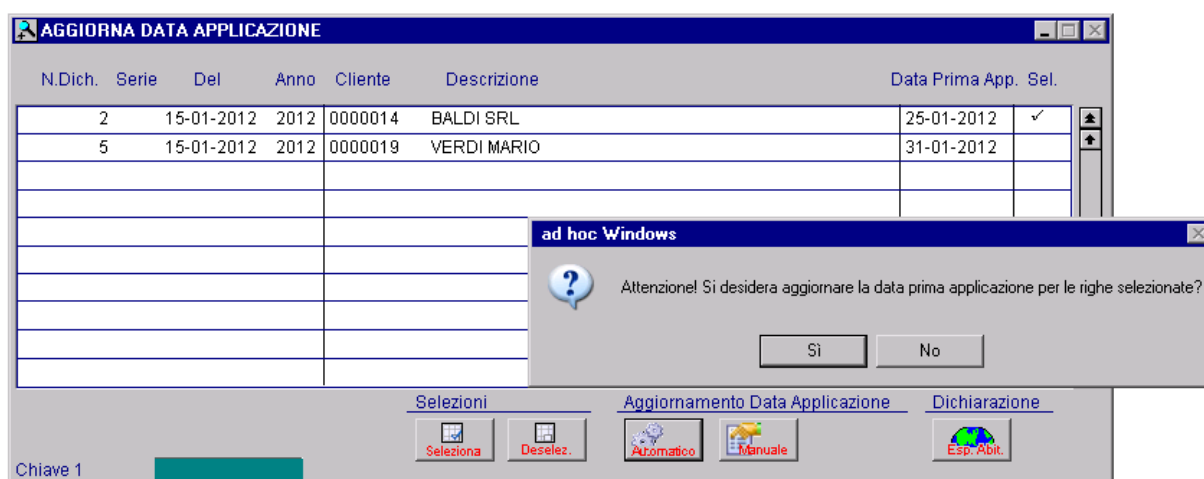 AGGIORNA DATA APPLICAZIONE
N.Dich. Serie Del Anno Cliente Descrizione Data Prima App. Sel.
2 15-01-2012 2012 0000014 BALDI SRL 25-01-2012 ✓
5 15-01-2012 2012 0000019 VERDI MARIO 31-01-2012
ad hoc Windows
Attenzione! Si desidera aggiornare la data prima applicazione per le righe selezionate?
Sì No
Selezioni Aggiornamento Data Applicazione Dichiarazione
Seleziona Deselez. Automatico Manuale Esp. Abit.
Chiave 1